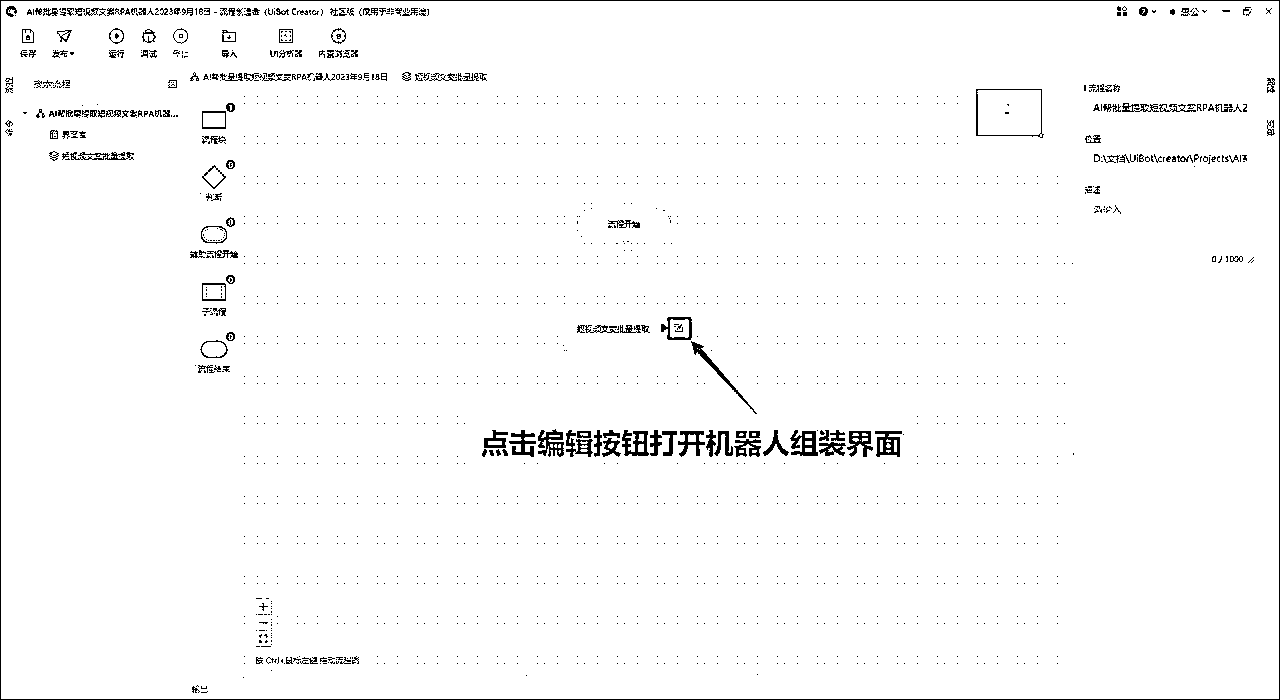 AI帮批量提取短视频文案RPA机器人2023年9月18日 - 流程创造者（UiBot Creator）社区版（仅用于非商业用途）
愚公
保存 发布 运行 调试 停止 导入 UI分析器 内置浏览器
搜索流程
AI帮批量提取短视频文案RPA机器人2023年9月18日 短视频文案批量提取
AI帮批量提取短视频文案RPA机器...
界至宝
短视频文案批量提取
流程块
判断
辅助流程开始
子流程
流程结束
流程开始
短视频文案批量提取
点击编辑按钮打开机器人组装界面
流程名称
AI帮批量提取短视频文案RPA机器人2
位置
D:\文档\UiBot\creator\Projects\AI帮
描述
请输入
0 / 1000
按 Ctrl+鼠标左键 拖动流程图
输出